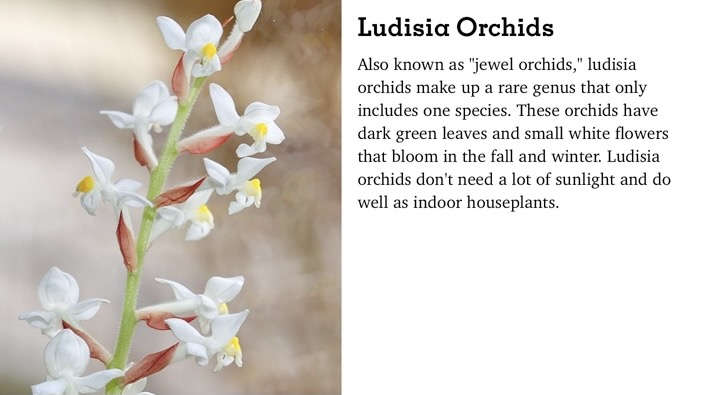 Ludisia Orchids
Also known as "jewel orchids," ludisia
orchids make up a rare genus that only
includes one species. These orchids have
dark green leaves and small white flowers
that bloom in the fall and winter. Ludisia
orchids don't need a lot of sunlight and do
well as indoor houseplants.